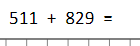 511 + 829 =